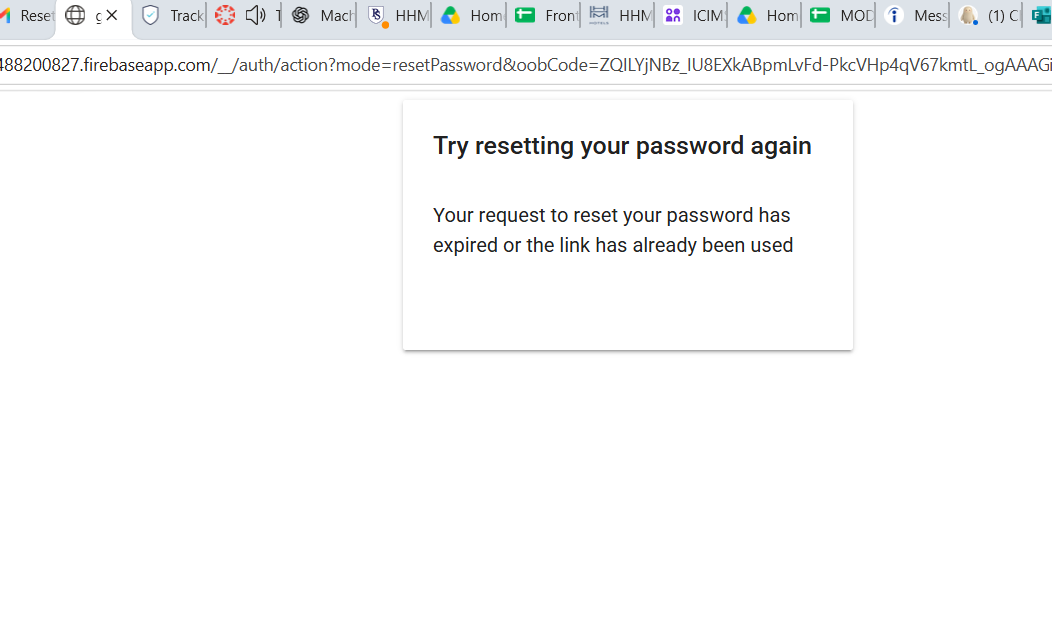 Reset
Track
Mach
HHM
Hom
Front
HHM
ICIM
Hom
MOD
Mess
(1) C
488200827.firebaseapp.com/__/auth/action?mode=resetPassword&oobCode=ZQILYjNBz_IU8EXkABpmLvFd-PkcVHp4qV67kmtL_ogAAAGi
Try resetting your password again
Your request to reset your password has
expired or the link has already been used